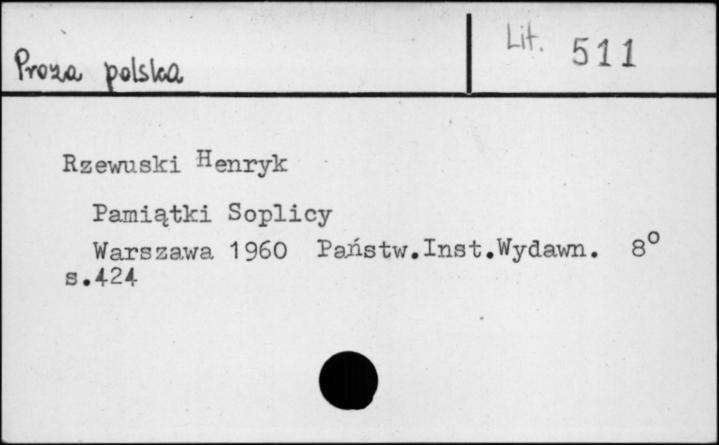 Proza polska
Lit. 511
Rzewuski Henryk
Pamiątki Soplicy
Warszawa 1960 Państw.Inst.Wydawn. 8°
s.424